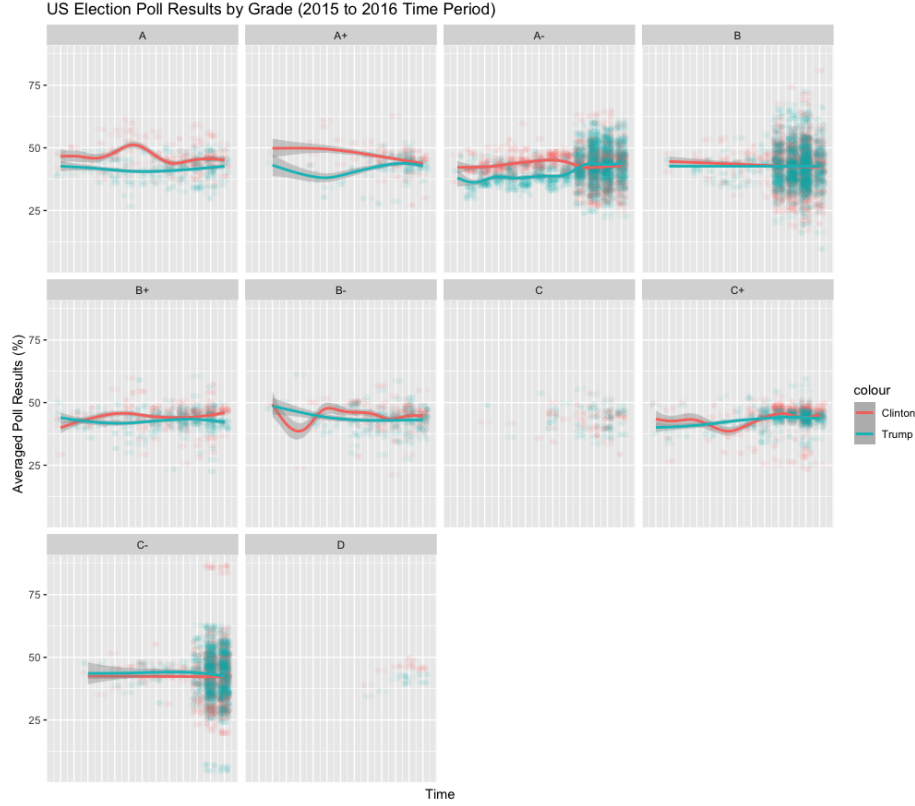 US Election Poll Results by Grade (2015 to 2016 Time Period)
A A+ A- B
75
50
25
B+ B- C C+
75
50
25
C- D
75
50
25
Averaged Poll Results (%)
Time
colour
Clinton
Trump